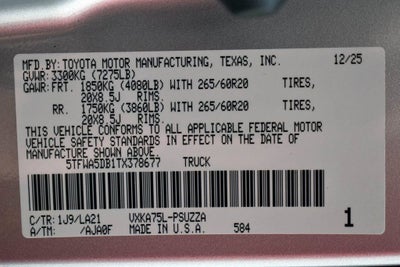 MFD.BY:TOYOTA MOTOR MANUFACTURING, TEXAS, INC. 12/25
GVWR:3300KG (7275LB)
GAWR:FRT. 1850KG (4080LB) WITH 265/60R20 TIRES,
20X8.5J RIMS.
RR. 1750KG (3860LB) WITH 265/60R20 TIRES,
20X8.5J RIMS.
THIS VEHICLE CONFORMS TO ALL APPLICABLE FEDERAL MOTOR
VEHICLE SAFETY STANDARDS IN EFFECT ON THE DATE OF
MANUFACTURE SHOWN ABOVE.
5TFWA5DB1TX378677 TRUCK
C/TR:1J9/LA21 VXKA75L-PSUZZA 1
A/TM: /AJA0F MADE IN U.S.A. 584